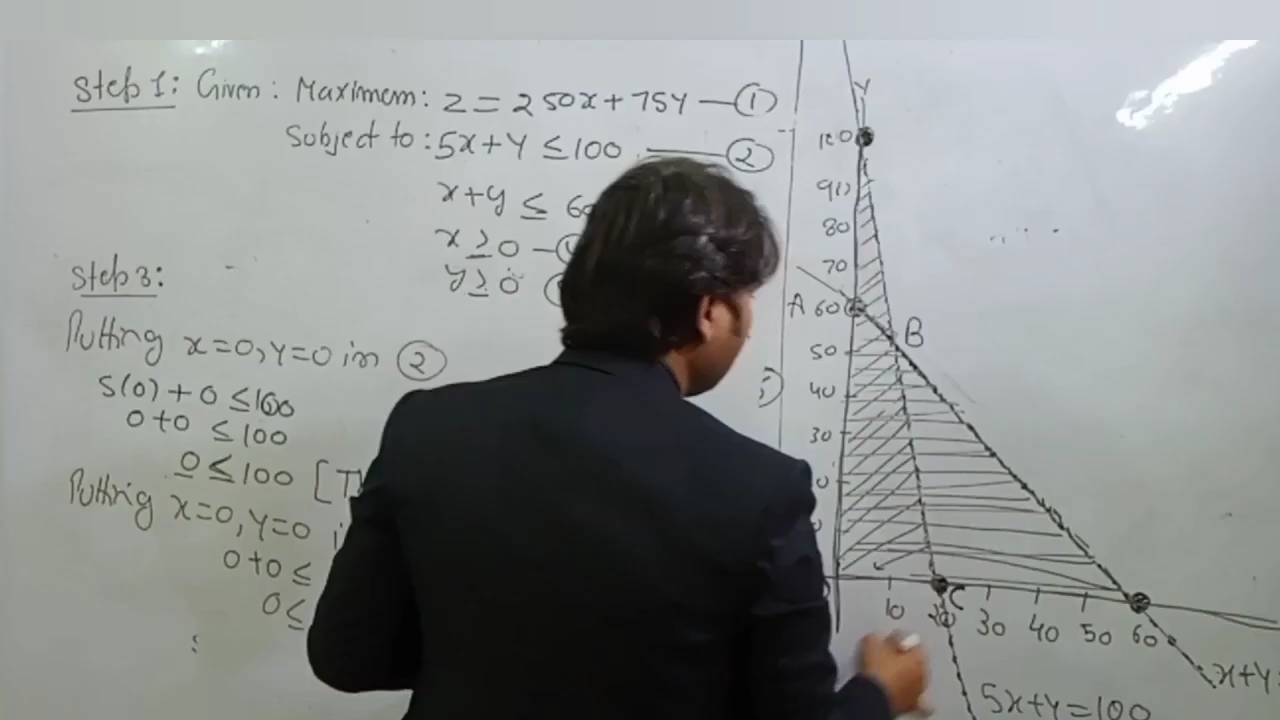 Step 1: Given: Maximem: Z = 250x + 75Y — ①
Subject to: 5x + Y ≤ 100 — ②
x + y ≤ 60
x ≥ 0 —
Y ≥ 0
Step 3:
Putting x=0, Y=0 in ②
5(0) + 0 ≤ 100
0 + 0 ≤ 100
0 ≤ 100 [T
Putting x=0, Y=0
0 + 0 ≤
0 ≤
Y
90
80
70
A 60
B
50
40
30
C
10 20 30 40 50 60
x+Y=
5x+Y=100